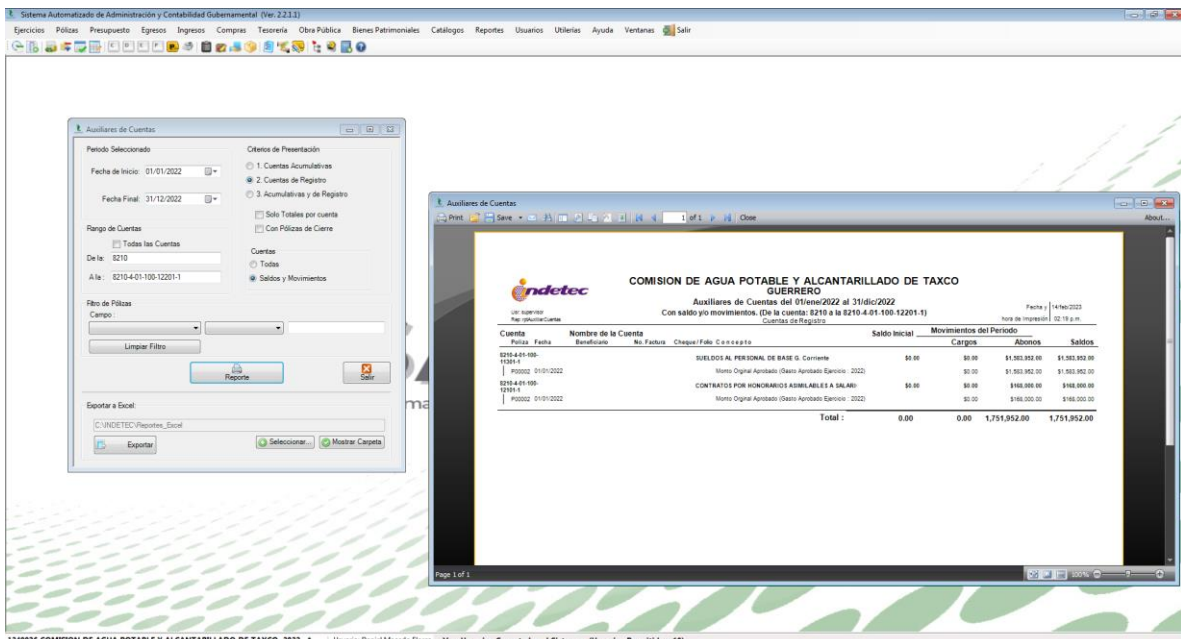 Sistema Automatizado de Administración y Contabilidad Gubernamental (Ver. 2.2.1.1)
Ejercicios Pólizas Presupuesto Egresos Ingresos Compras Tesorería Obra Pública Bienes Patrimoniales Catálogos Reportes Usuarios Utilerías Ayuda Ventanas Salir
Auxiliares de Cuentas
Periodo Seleccionado
Fecha de Inicio: 01/01/2022
Fecha Final: 31/12/2022
Rango de Cuentas
Todas las Cuentas
De la: 8210
A la: 8210-4-01-100-12201-1
Criterios de Presentación
1. Cuentas Acumulativas
2. Cuentas de Registro
3. Acumulativas y de Registro
Solo Totales por cuenta
Con Pólizas de Cierre
Cuentas
Todas
Saldos y Movimientos
Filtro de Pólizas
Campo :
Limpiar Filtro
Reporte
Salir
Exportar a Excel:
C:\INDETEC\Reportes_Excel
Exportar
Seleccionar...
Mostrar Carpeta
Auxiliares de Cuentas
Print Save 1 of 1 Close About...
indetec
COMISION DE AGUA POTABLE Y ALCANTARILLADO DE TAXCO
GUERRERO
Auxiliares de Cuentas del 01/ene/2022 al 31/dic/2022
Con saldo y/o movimientos. (De la cuenta: 8210 a la 8210-4-01-100-12201-1)
Cuentas de Registro
Usr: supervisor
Rep: rptAuxiliarCuentas
Fecha y 14/feb/2023
hora de Impresión 02:19 p.m.
Cuenta Nombre de la Cuenta Saldo Inicial Movimientos del Periodo
Poliza Fecha Beneficiario No. Factura Cheque/Folio Concepto Cargos Abonos Saldos
8210-4-01-100-
11301-1 SUELDOS AL PERSONAL DE BASE G. Corriente $0.00 $0.00 $1,583,952.00 $1,583,952.00
P00002 01/01/2022 Monto Original Aprobado (Gasto Aprobado Ejercicio : 2022) $0.00 $1,583,952.00 $1,583,952.00
8210-4-01-100-
12101-1 CONTRATOS POR HONORARIOS ASIMILABLES A SALARI- $0.00 $0.00 $168,000.00 $168,000.00
P00002 01/01/2022 Monto Original Aprobado (Gasto Aprobado Ejercicio : 2022) $0.00 $168,000.00 $168,000.00
Total : 0.00 0.00 1,751,952.00 1,751,952.00
Page 1 of 1
100%